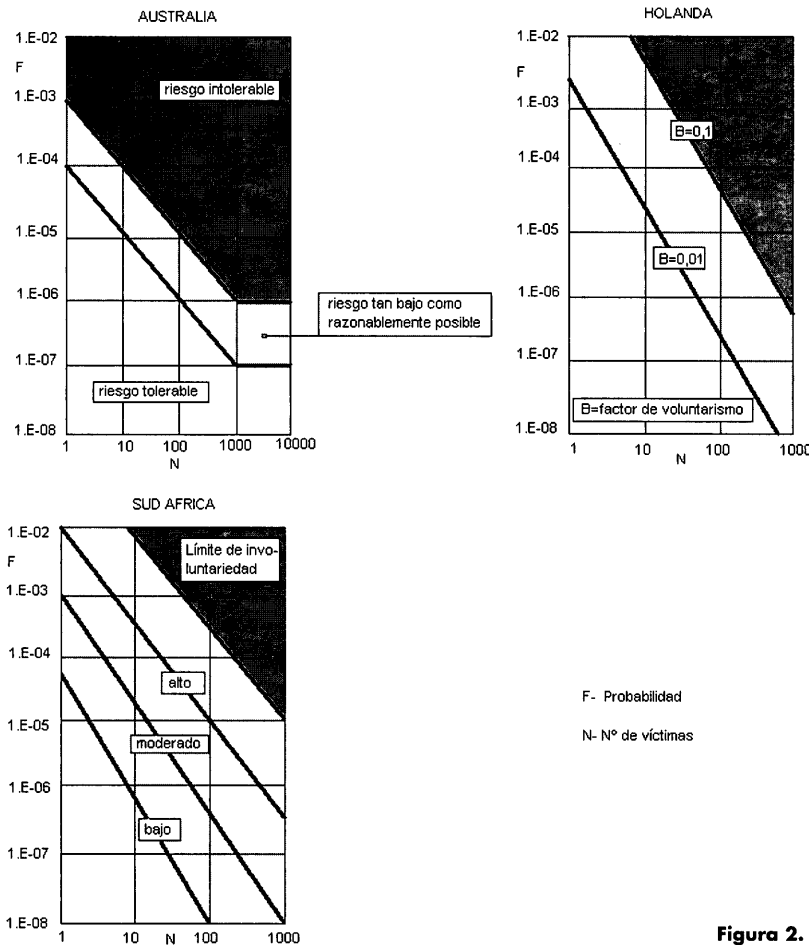 AUSTRALIA
1.E-02
F
1.E-03
1.E-04
1.E-05
1.E-06
1.E-07
1.E-08
riesgo intolerable
riesgo tolerable
1 10 100 1000 10000
N
riesgo tan bajo como
razonablemente posible
HOLANDA
1.E-02
F
1.E-03
1.E-04
1.E-05
1.E-06
1.E-07
1.E-08
B=0,1
B=0,01
B=factor de voluntarismo
1 10 100 1000
N
SUD AFRICA
1.E-02
F
1.E-03
1.E-04
1.E-05
1.E-06
1.E-07
1.E-08
Límite de invo-
luntariedad
alto
moderado
bajo
1 10 100 1000
N
F- Probabilidad
N- Nº de víctimas
Figura 2.